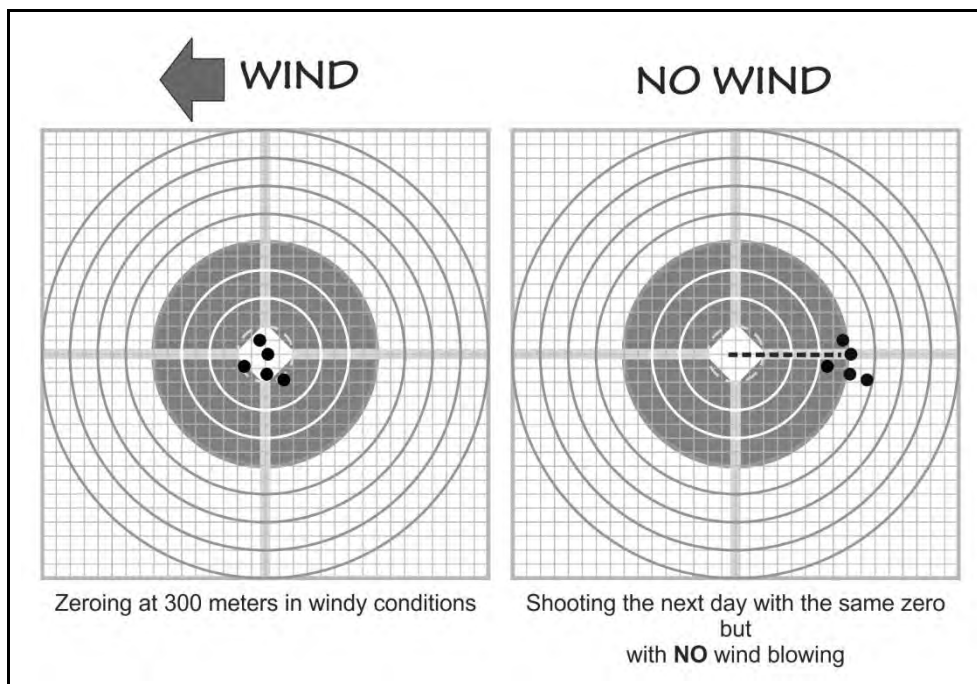 WIND
NO WIND
Zeroing at 300 meters in windy conditions
Shooting the next day with the same zero
but
with NO wind blowing